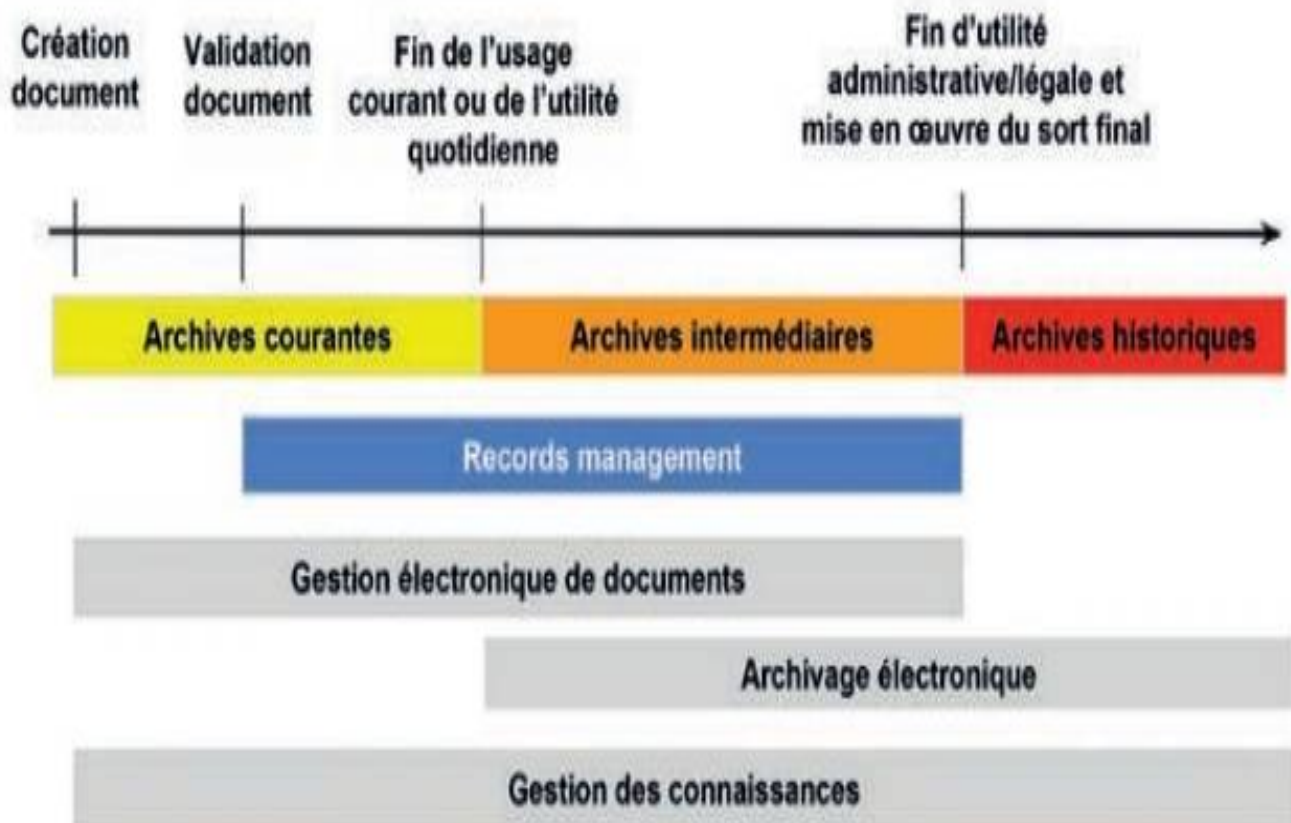 Création
document
Validation
document
Fin de l'usage
courant ou de l'utilité
quotidienne
Fin d'utilité
administrative/légale et
mise en œuvre du sort final
Archives courantes
Archives intermédiaires
Archives historiques
Records management
Gestion électronique de documents
Archivage électronique
Gestion des connaissances